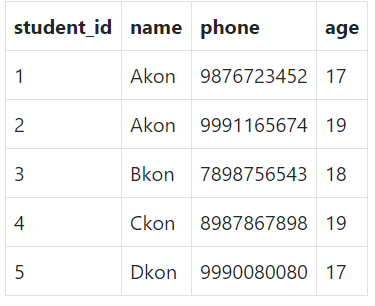 student_id name phone age
1 Akon 9876723452 17
2 Akon 9991165674 19
3 Bkon 7898756543 18
4 Ckon 8987867898 19
5 Dkon 9990080080 17